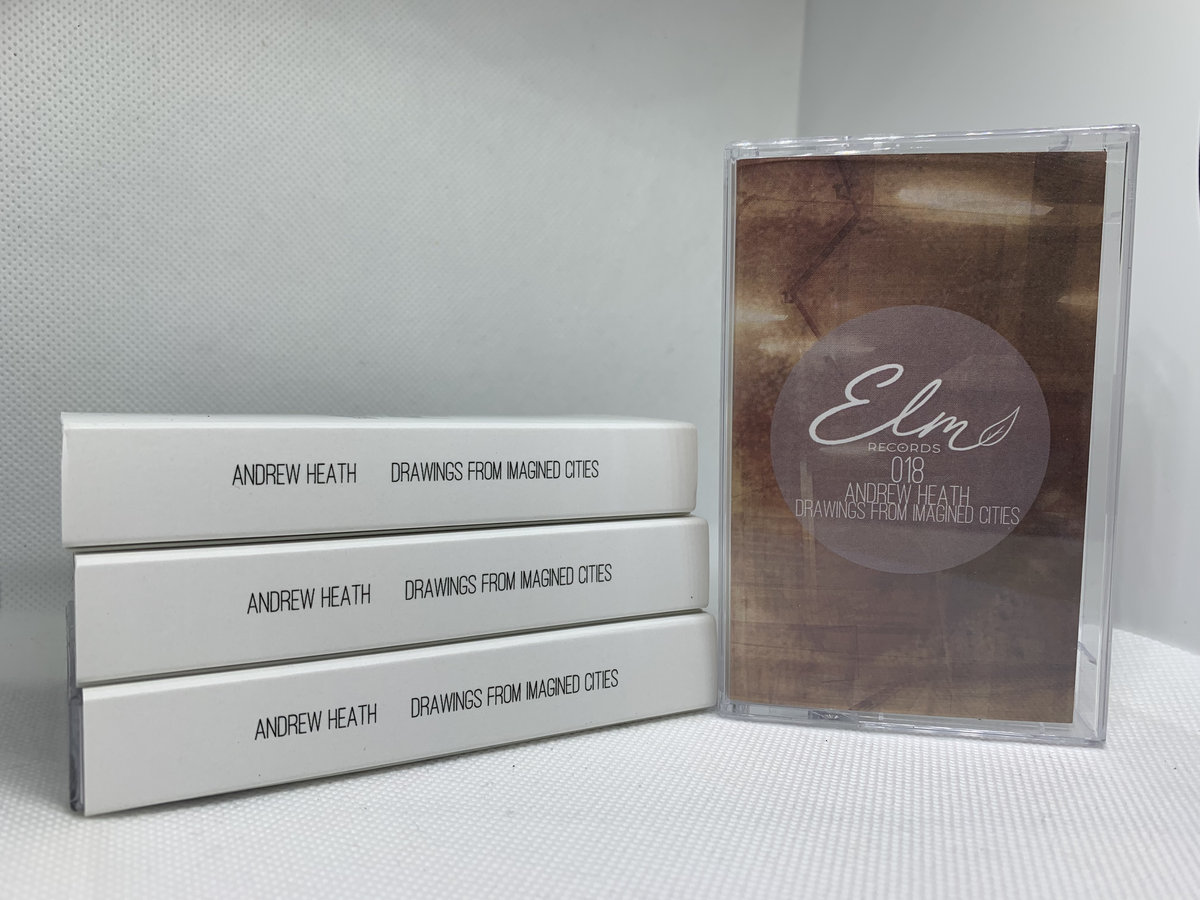 ANDREW HEATH DRAWINGS FROM IMAGINED CITIES
ANDREW HEATH DRAWINGS FROM IMAGINED CITIES
ANDREW HEATH DRAWINGS FROM IMAGINED CITIES
Elm
RECORDS
018
ANDREW HEATH
DRAWINGS FROM IMAGINED CITIES